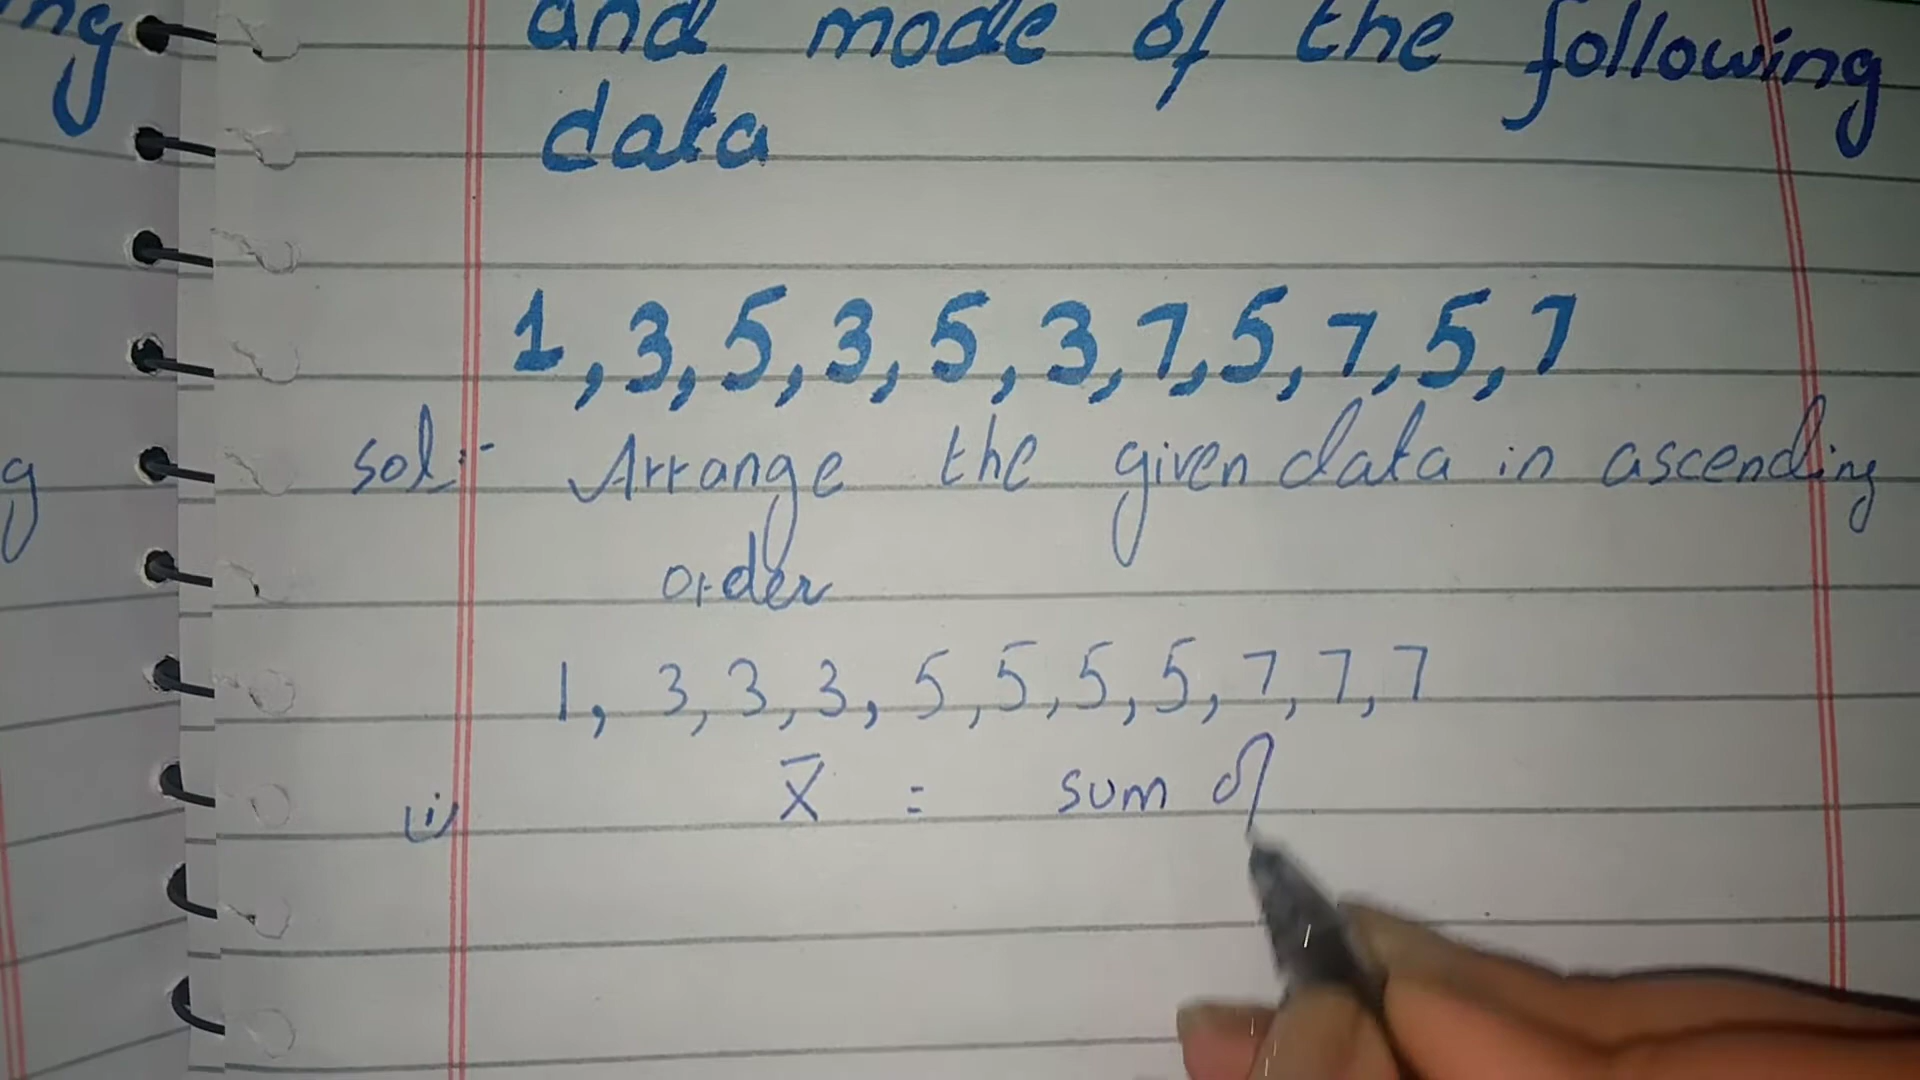 ng
and mode of the following
data
1, 3, 5, 3, 5, 3, 7, 5, 7, 5, 7
sol:- Arrange the given data in ascending
g
order
1, 3, 3, 3, 5, 5, 5, 5, 7, 7, 7
(i) X̄ = sum of